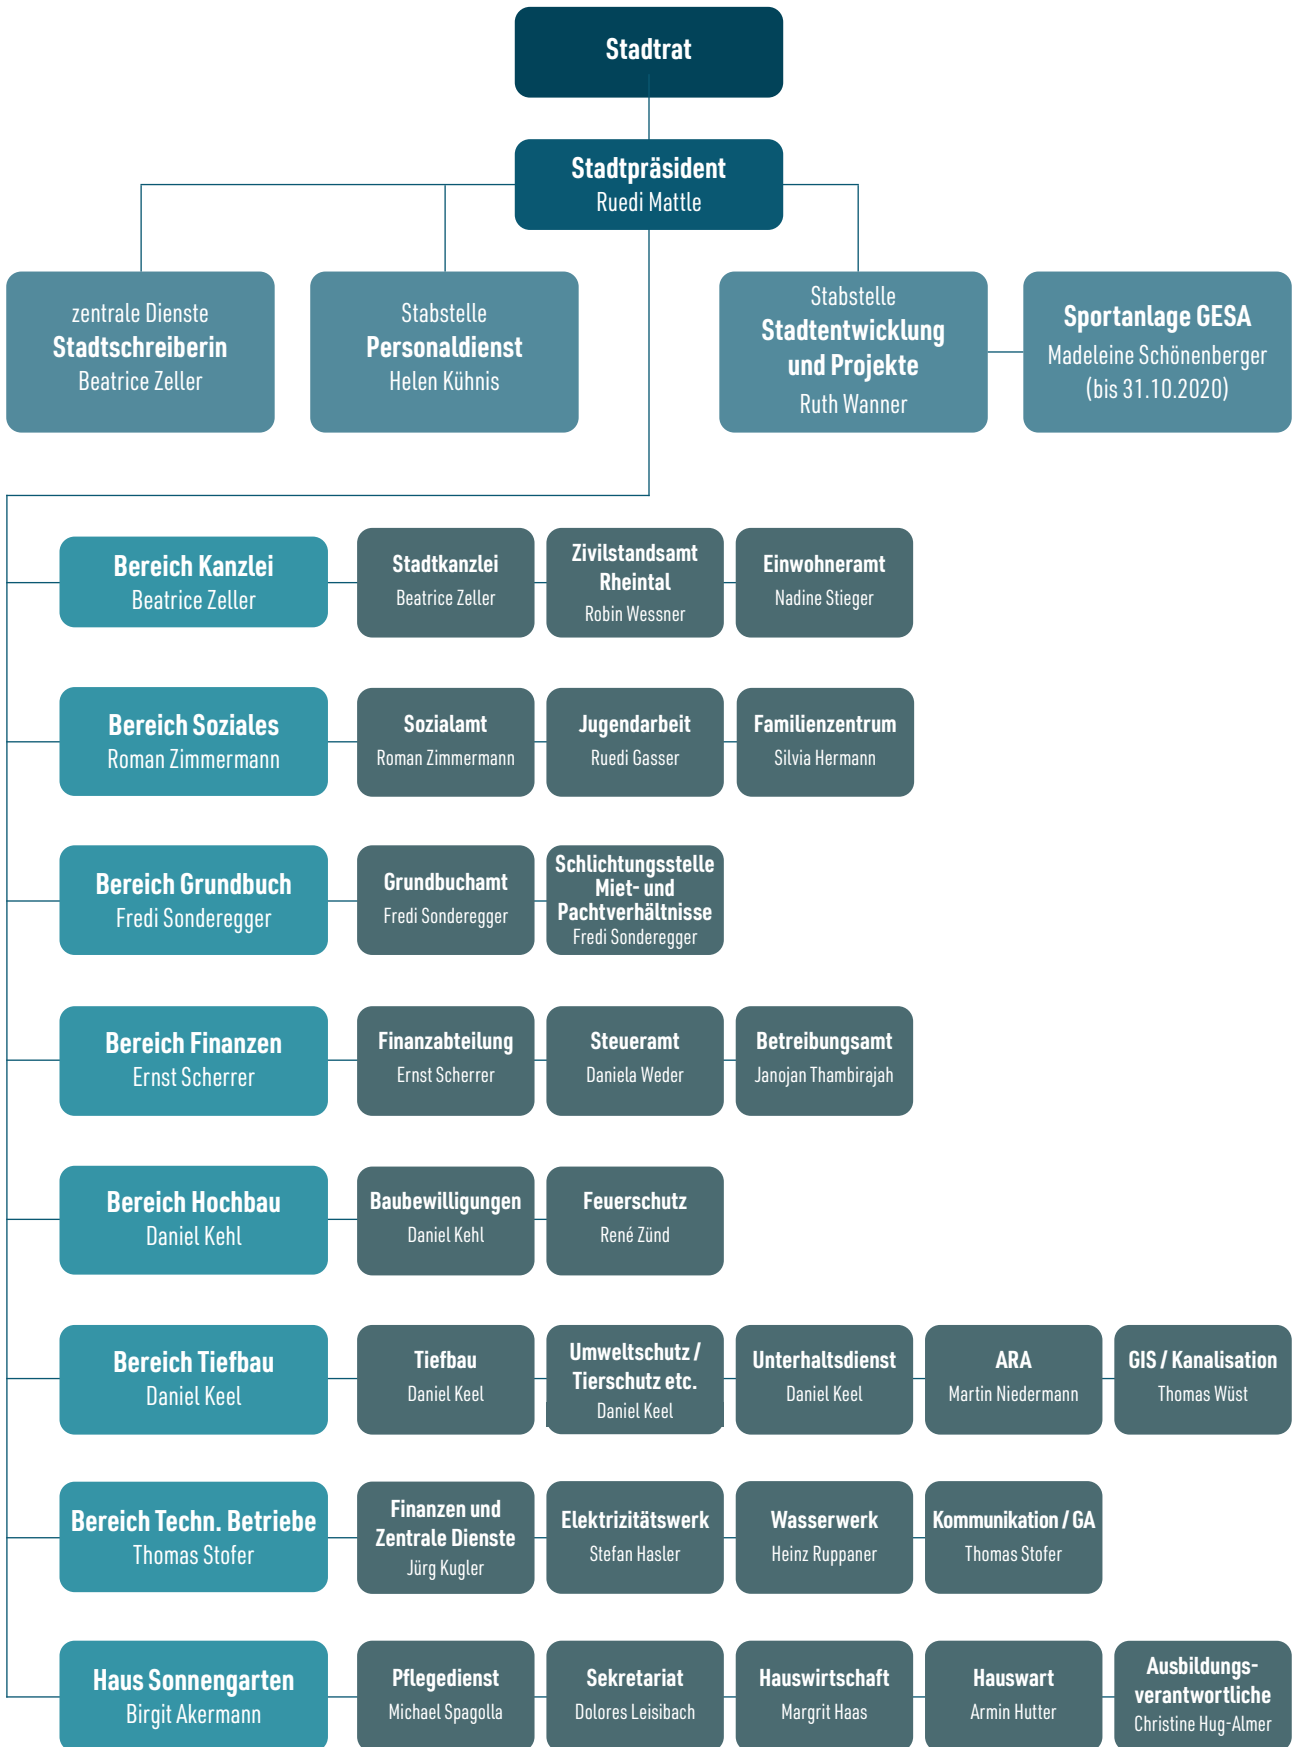 Stadtrat
Stadtpräsident
Ruedi Mattle
zentrale Dienste
Stadtschreiberin
Beatrice Zeller
Stabstelle
Personaldienst
Helen Kühnis
Stabstelle
Stadtentwicklung
und Projekte
Ruth Wanner
Sportanlage GESA
Madeleine Schönenberger
(bis 31.10.2020)
Bereich Kanzlei
Beatrice Zeller
Stadtkanzlei
Beatrice Zeller
Zivilstandsamt
Rheintal
Robin Wessner
Einwohneramt
Nadine Stieger
Bereich Soziales
Roman Zimmermann
Sozialamt
Roman Zimmermann
Jugendarbeit
Ruedi Gasser
Familienzentrum
Silvia Hermann
Bereich Grundbuch
Fredi Sonderegger
Grundbuchamt
Fredi Sonderegger
Schlichtungsstelle
Miet- und
Pachtverhältnisse
Fredi Sonderegger
Bereich Finanzen
Ernst Scherrer
Finanzabteilung
Ernst Scherrer
Steueramt
Daniela Weder
Betreibungsamt
Janojan Thambirajah
Bereich Hochbau
Daniel Kehl
Baubewilligungen
Daniel Kehl
Feuerschutz
René Zünd
Bereich Tiefbau
Daniel Keel
Tiefbau
Daniel Keel
Umweltschutz /
Tierschutz etc.
Daniel Keel
Unterhaltsdienst
Daniel Keel
ARA
Martin Niedermann
GIS / Kanalisation
Thomas Wüst
Bereich Techn. Betriebe
Thomas Stofer
Finanzen und
Zentrale Dienste
Jürg Kugler
Elektrizitätswerk
Stefan Hasler
Wasserwerk
Heinz Ruppaner
Kommunikation / GA
Thomas Stofer
Haus Sonnengarten
Birgit Akermann
Pflegedienst
Michael Spagolla
Sekretariat
Dolores Leisibach
Hauswirtschaft
Margrit Haas
Hauswart
Armin Hutter
Ausbildungs-
verantwortliche
Christine Hug-Almer